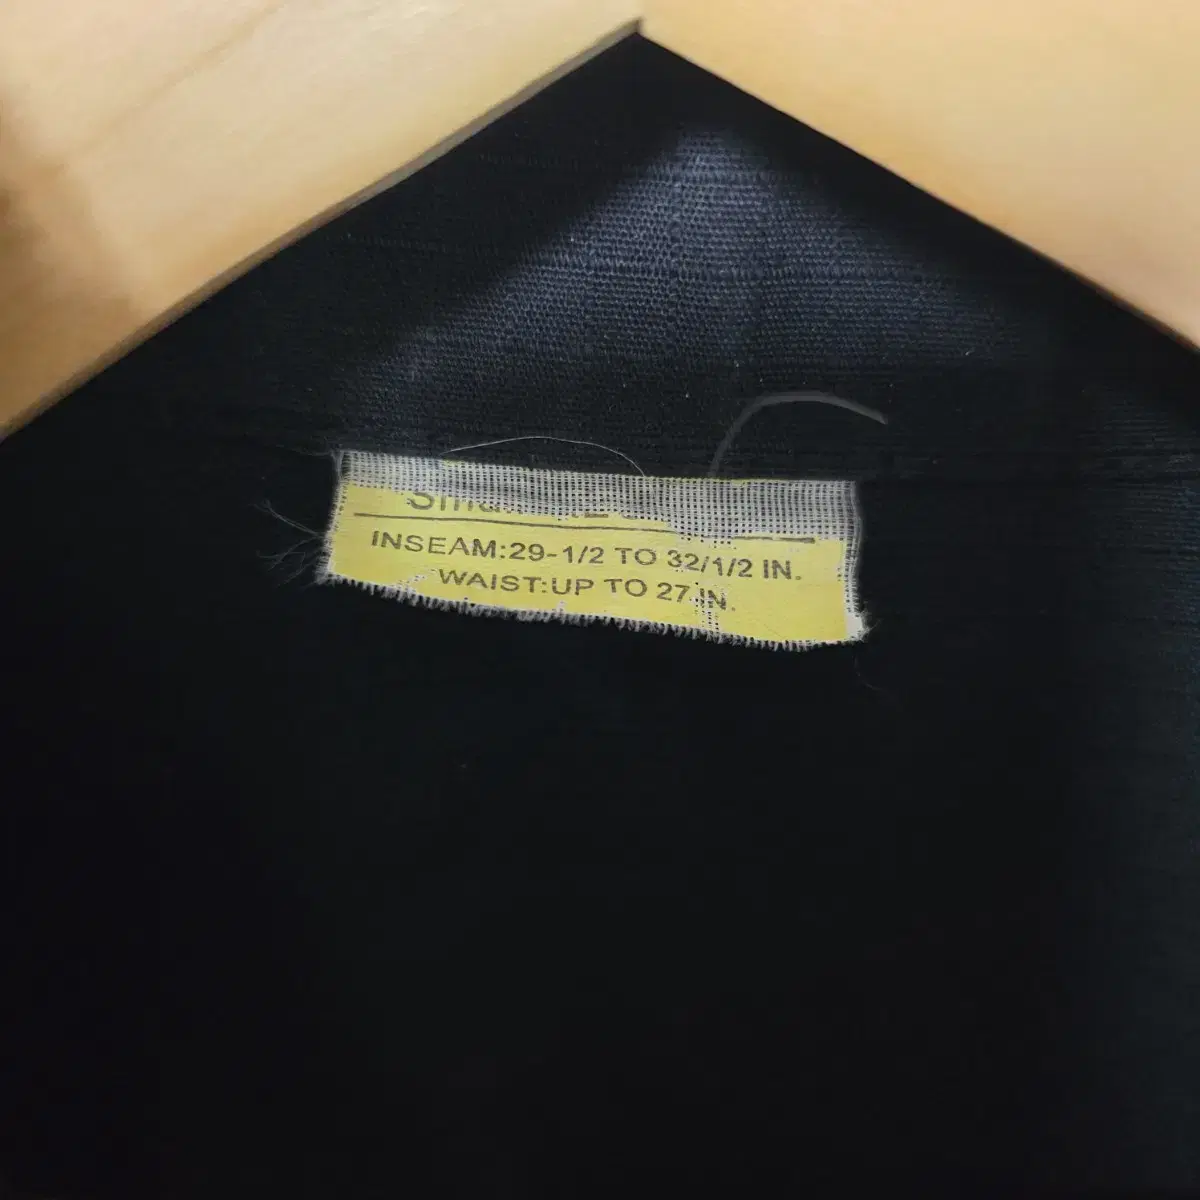 INSEAM:29-1/2 TO 32/1/2 IN.
WAIST:UP TO 27 IN.